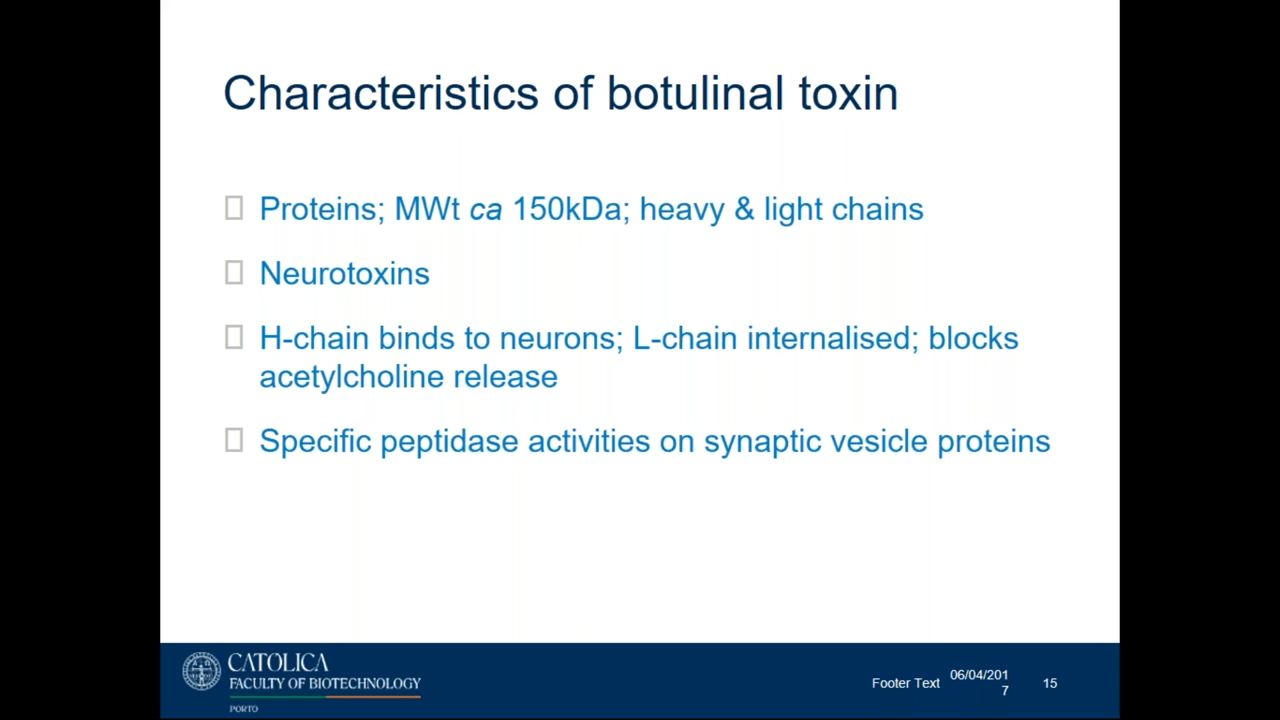 Characteristics of botulinal toxin
Proteins; MWt ca 150kDa; heavy & light chains
Neurotoxins
H-chain binds to neurons; L-chain internalised; blocks
acetylcholine release
Specific peptidase activities on synaptic vesicle proteins
CATOLICA
FACULTY OF BIOTECHNOLOGY
PORTO
Footer Text
06/04/201
7
15